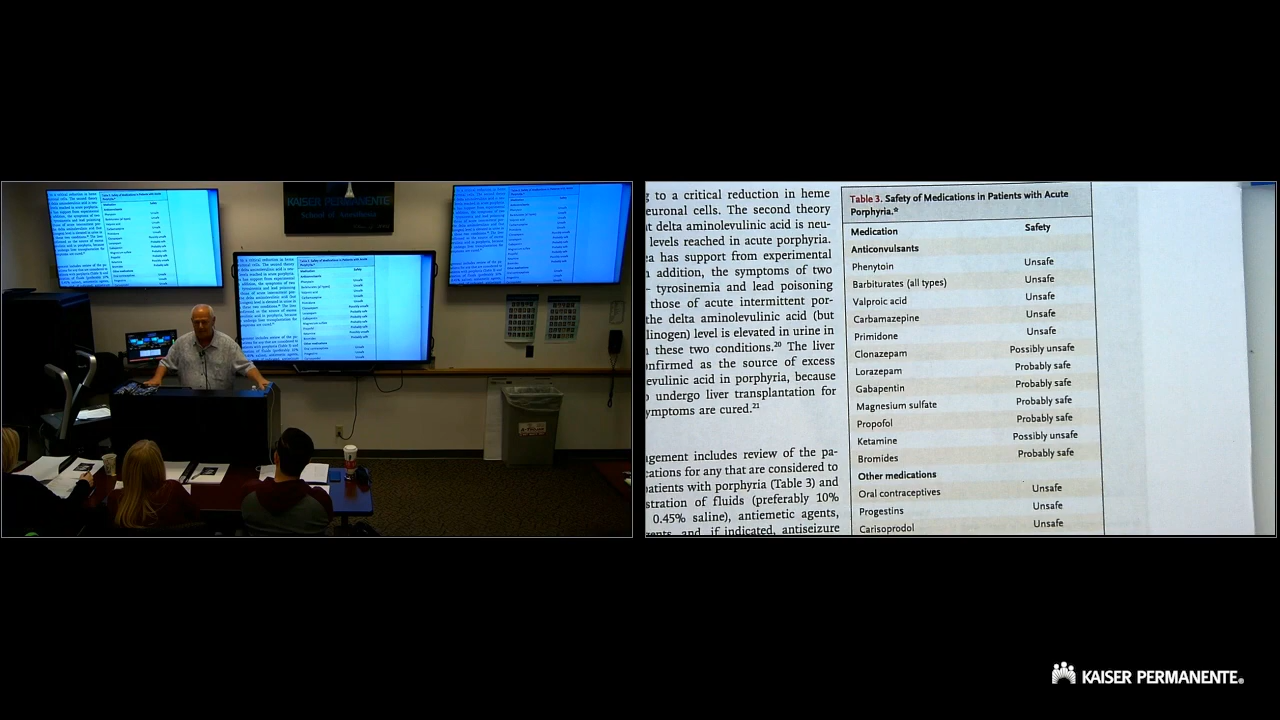 KAISER PERMANENTE
School of Anesthesia
g to a critical reduction in heme
euronal cells. The second theory
t delta aminolevulinic acid is neu-
levels reached in acute porphyria.
a has support from experimental
addition, the symptoms of two
- tyrosinemia and lead poisoning
those of acute intermittent por-
the delta aminolevulinic acid (but
ilinogen) level is elevated in urine in
these two conditions.20 The liver
onfirmed as the source of excess
evulinic acid in porphyria, because
undergo liver transplantation for
ymptoms are cured.21
agement includes review of the pa-
cations for any that are considered to
patients with porphyria (Table 3) and
stration of fluids (preferably 10%
0.45% saline), antiemetic agents,
gents, and, if indicated, antiseizure
Table 3. Safety of Medications in Patients with Acute
Porphyria.*
Medication Safety
Anticonvulsants
Phenytoin Unsafe
Barbiturates (all types) Unsafe
Valproic acid Unsafe
Carbamazepine Unsafe
Primidone Unsafe
Clonazepam Possibly unsafe
Lorazepam Probably safe
Gabapentin Probably safe
Magnesium sulfate Probably safe
Propofol Probably safe
Ketamine Possibly unsafe
Bromides Probably safe
Other medications
Oral contraceptives Unsafe
Progestins Unsafe
Carisoprodol Unsafe
KAISER PERMANENTE®